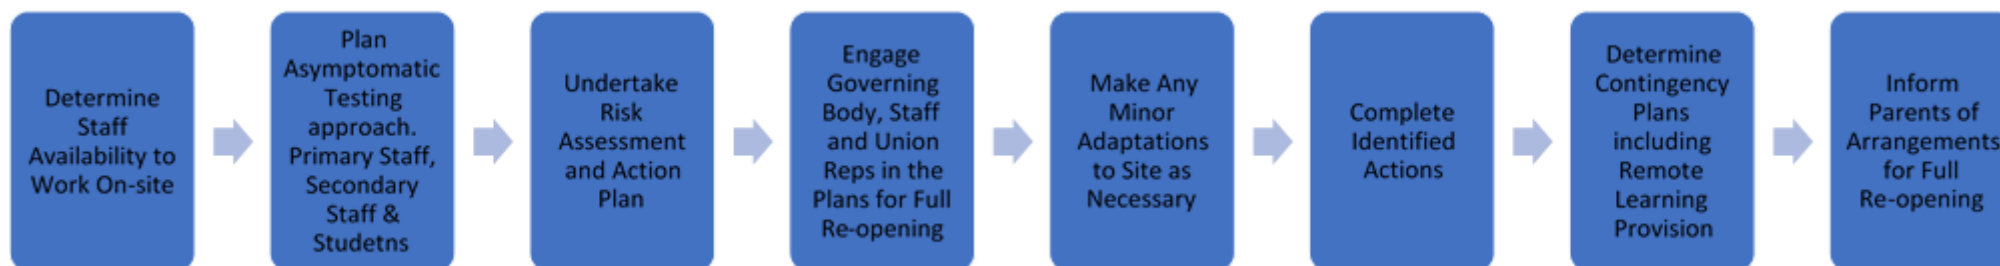 Determine
Staff
Availability to
Work On-site
Plan
Asymptomatic
Testing
approach.
Primary Staff,
Secondary
Staff &
Studetns
Undertake
Risk
Assessment
and Action
Plan
Engage
Governing
Body, Staff
and Union
Reps in the
Plans for Full
Re-opening
Make Any
Minor
Adaptations
to Site as
Necessary
Complete
Identified
Actions
Determine
Contingency
Plans
including
Remote
Learning
Provision
Inform
Parents of
Arrangements
for Full
Re-opening